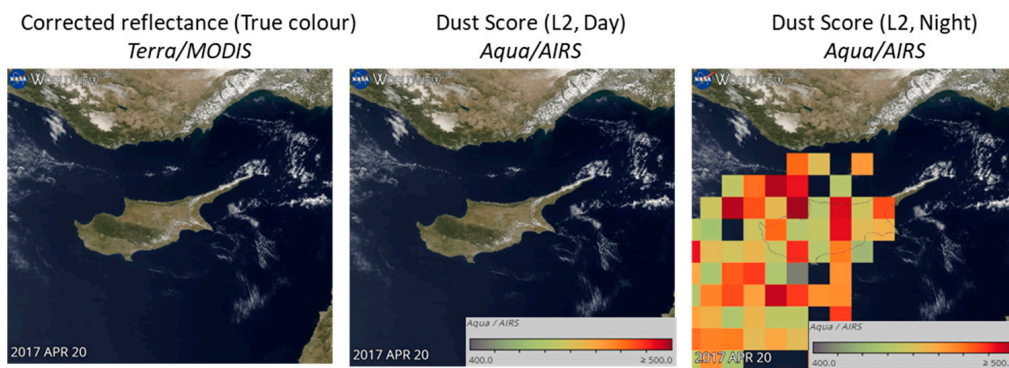 Corrected reflectance (True colour)
Terra/MODIS
Dust Score (L2, Day)
Aqua/AIRS
Dust Score (L2, Night)
Aqua/AIRS
NASA WORLDVIEW
NASA WORLDVIEW
NASA WORLDVIEW
2017 APR 20
Aqua / AIRS
400.0
≥ 500.0
2017 APR 20
Aqua / AIRS
400.0
≥ 500.0
2017 APR 20